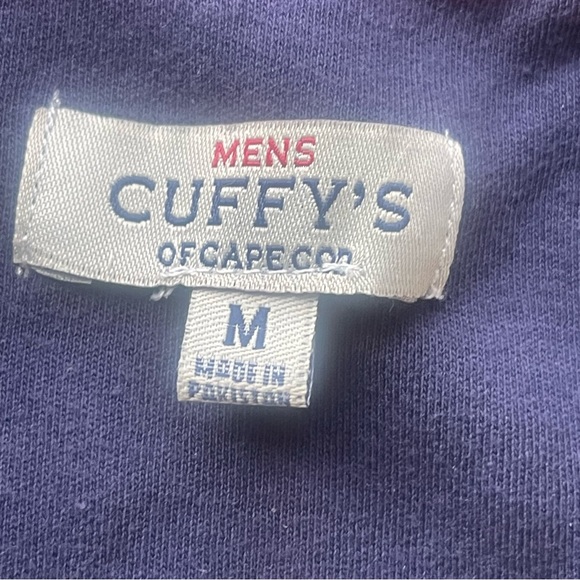 MENS
CUFFY'S
OF CAPE COD
M
MADE IN
PAKISTAN